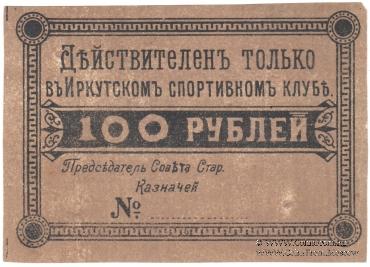 Дѣйствителенъ только
въ Иркутскомъ спортивномъ клубѣ.
100 РУБЛЕЙ
Предсѣдатель Совѣта Стар.
Казначей
№